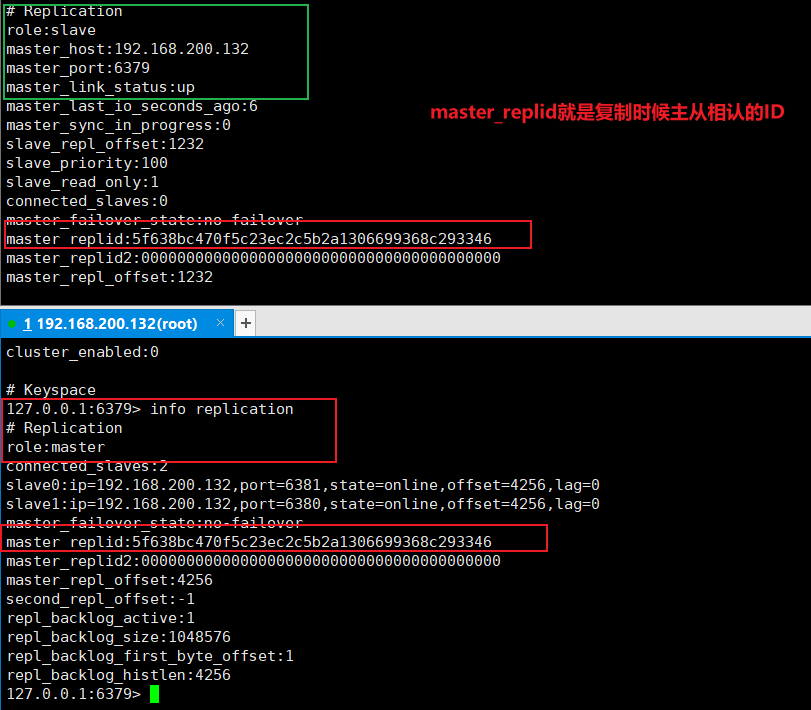 # Replication
role:slave
master_host:192.168.200.132
master_port:6379
master_link_status:up
master_last_io_seconds_ago:6
master_replid就是复制时候主从相认的ID
master_sync_in_progress:0
slave_repl_offset:1232
slave_priority:100
slave_read_only:1
connected_slaves:0
master_failover_state:no-failover
master_replid:5f638bc470f5c23ec2c5b2a1306699368c293346
master_replid2:0000000000000000000000000000000000000000
master_repl_offset:1232
1 192.168.200.132(root) × +
cluster_enabled:0
# Keyspace
127.0.0.1:6379> info replication
# Replication
role:master
connected_slaves:2
slave0:ip=192.168.200.132,port=6381,state=online,offset=4256,lag=0
slave1:ip=192.168.200.132,port=6380,state=online,offset=4256,lag=0
master_failover_state:no-failover
master_replid:5f638bc470f5c23ec2c5b2a1306699368c293346
master_replid2:0000000000000000000000000000000000000000
master_repl_offset:4256
second_repl_offset:-1
repl_backlog_active:1
repl_backlog_size:1048576
repl_backlog_first_byte_offset:1
repl_backlog_histlen:4256
127.0.0.1:6379>